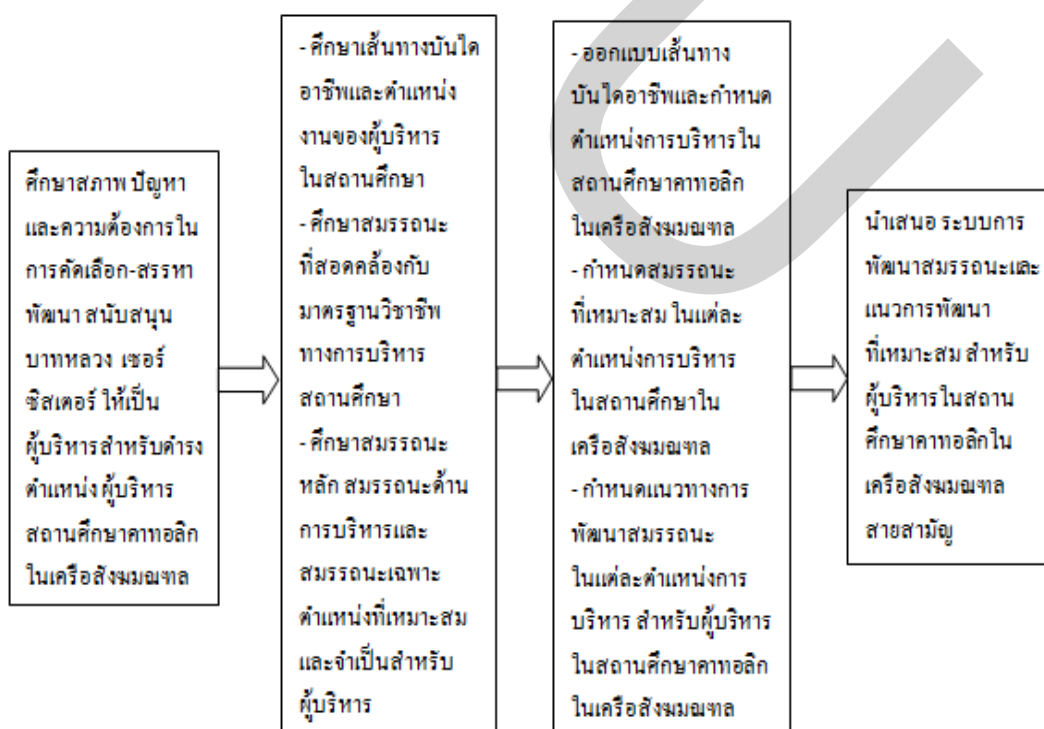 ศึกษาสภาพ ปัญหา
และความต้องการใน
การคัดเลือก-สรรหา
พัฒนา สนับสนุน
บาทหลวง เซอร์
ซิสเตอร์ ให้เป็น
ผู้บริหารสำหรับดำรง
ตำแหน่ง ผู้บริหาร
สถานศึกษาคาทอลิก
ในเครือสังฆมณฑล
- ศึกษาเส้นทางบันได
อาชีพและตำแหน่ง
งานของผู้บริหาร
ในสถานศึกษา
- ศึกษาสมรรถนะ
ที่สอดคล้องกับ
มาตรฐานวิชาชีพ
ทางการบริหาร
สถานศึกษา
- ศึกษาสมรรถนะ
หลัก สมรรถนะด้าน
การบริหารและ
สมรรถนะเฉพาะ
ตำแหน่งที่เหมาะสม
และจำเป็นสำหรับ
ผู้บริหาร
- ออกแบบเส้นทาง
บันไดอาชีพและกำหนด
ตำแหน่งการบริหารใน
สถานศึกษาคาทอลิก
ในเครือสังฆมณฑล
- กำหนดสมรรถนะ
ที่เหมาะสม ในแต่ละ
ตำแหน่งการบริหาร
ในสถานศึกษาใน
เครือสังฆมณฑล
- กำหนดแนวทางการ
พัฒนาสมรรถนะ
ในแต่ละตำแหน่งการ
บริหาร สำหรับผู้บริหาร
ในสถานศึกษาคาทอลิก
ในเครือสังฆมณฑล
นำเสนอ ระบบการ
พัฒนาสมรรถนะและ
แนวการพัฒนา
ที่เหมาะสม สำหรับ
ผู้บริหารในสถาน
ศึกษาคาทอลิกใน
เครือสังฆมณฑล
สายสามัญ